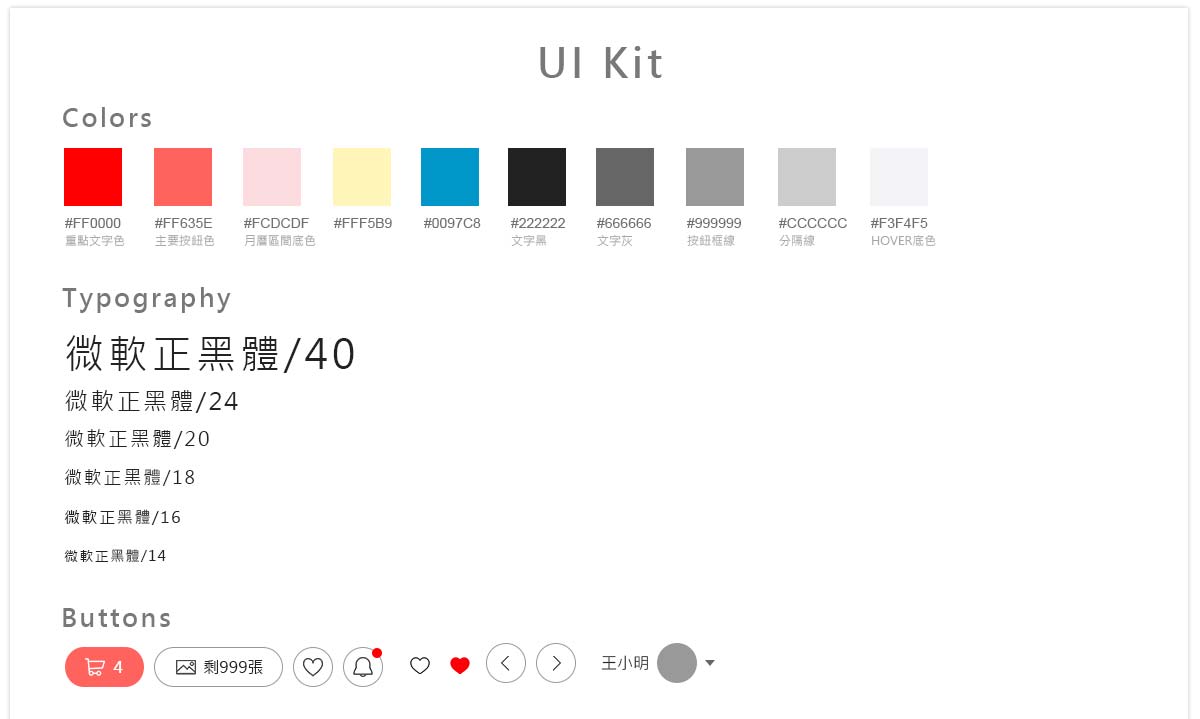 UI Kit
Colors
#FF0000 #FF635E #FCDCDF #FFF5B9 #0097C8 #222222 #666666 #999999 #CCCCCC #F3F4F5
重點文字色 主要按鈕色 月曆區間底色 文字黑 文字灰 按鈕框線 分隔線 HOVER底色
Typography
微軟正黑體/40
微軟正黑體/24
微軟正黑體/20
微軟正黑體/18
微軟正黑體/16
微軟正黑體/14
Buttons
4 剩999張 王小明